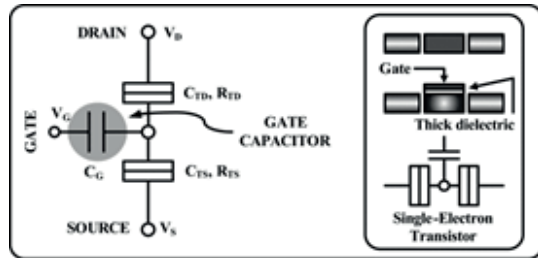 DRAIN V_D
C_TD, R_TD
GATE
V_G
GATE
CAPACITOR
C_G
C_TS, R_TS
SOURCE V_S
Gate
Thick dielectric
Single-Electron
Transistor